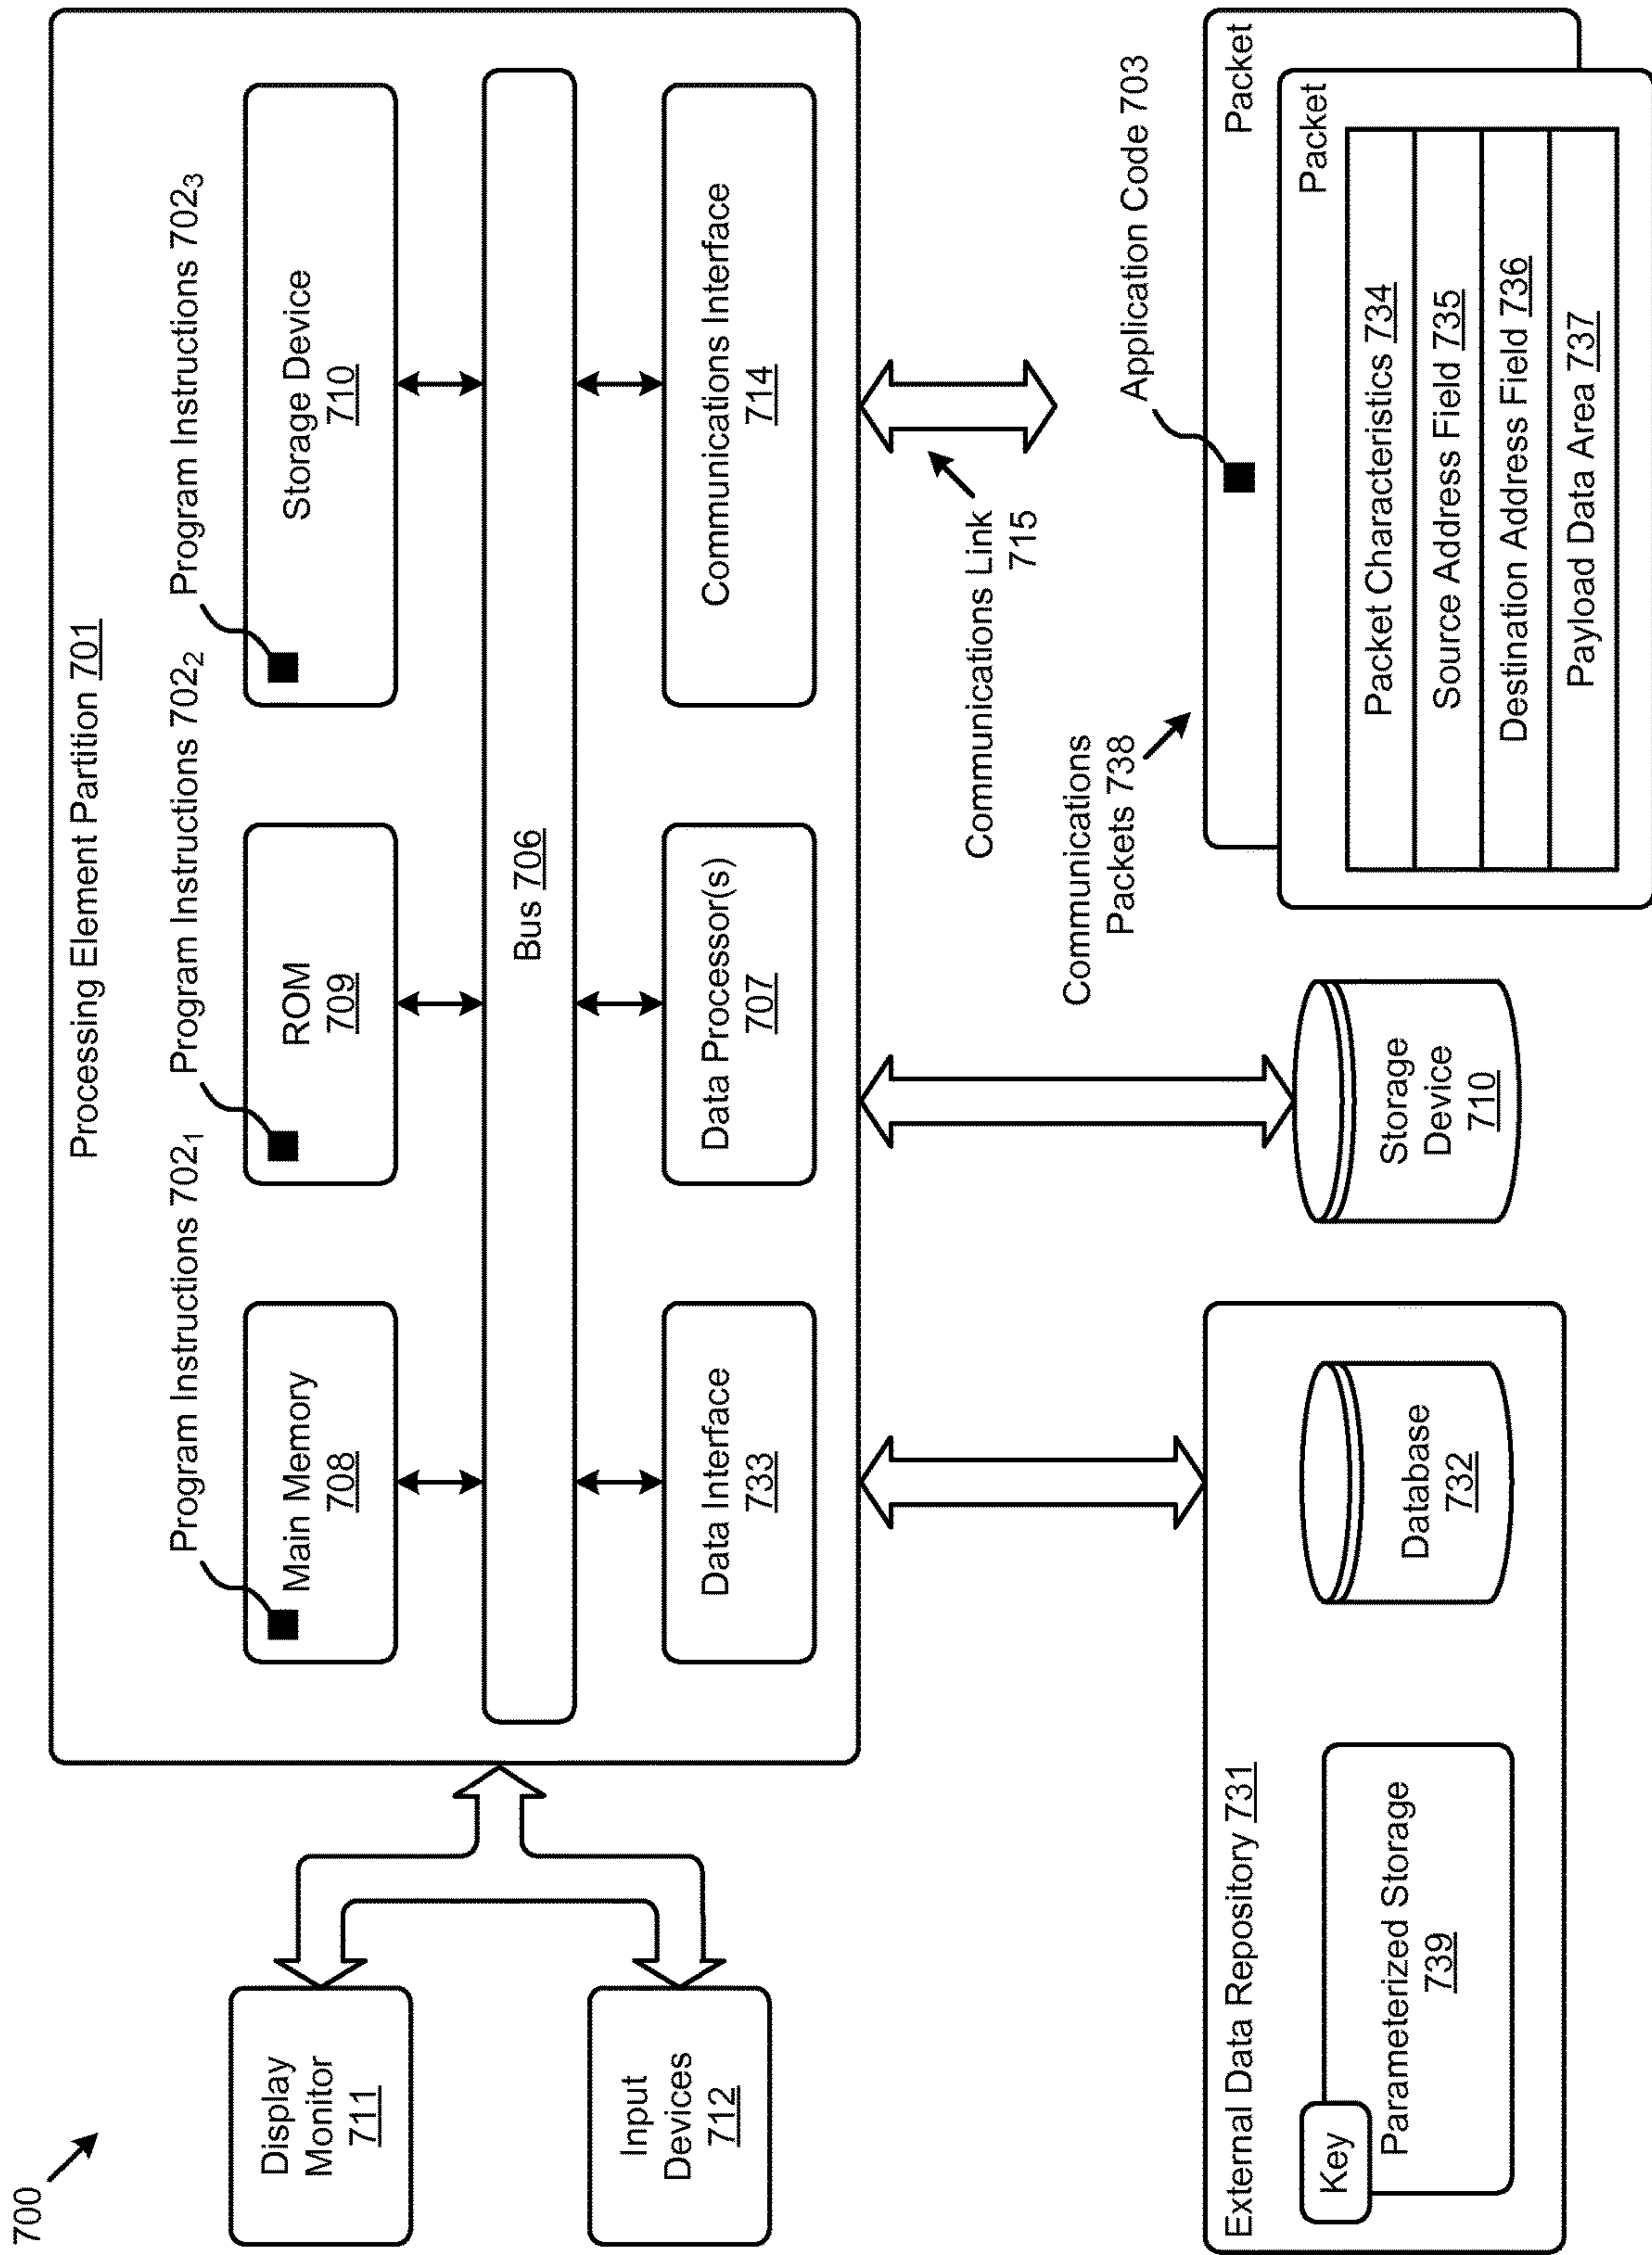 700
Processing Element Partition 701
Program Instructions 702₁
Program Instructions 702₂
Program Instructions 702₃
Display
Monitor
711
Main Memory
708
ROM
709
Storage Device
710
Bus 706
Input
Devices
712
Data Interface
733
Data Processor(s)
707
Communications Interface
714
Communications Link
715
External Data Repository 731
Key
Parameterized Storage
739
Database
732
Storage
Device
710
Communications
Packets 738
Application Code 703
Packet
Packet
Packet Characteristics 734
Source Address Field 735
Destination Address Field 736
Payload Data Area 737